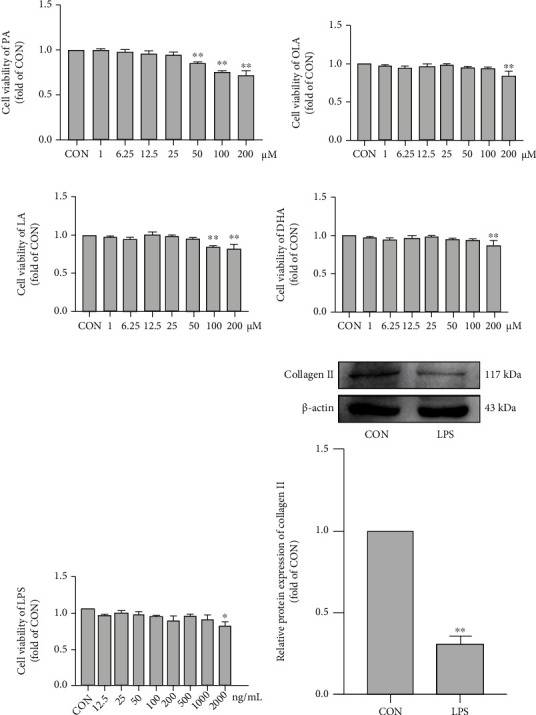 Cell viability of PA
(fold of CON)
1.5
1.0
0.5
0.0
** ** **
CON 1 6.25 12.5 25 50 100 200 μM
Cell viability of OLA
(fold of CON)
1.5
1.0
0.5
0.0
**
CON 1 6.25 12.5 25 50 100 200 μM
Cell viability of LA
(fold of CON)
1.5
1.0
0.5
0.0
** **
CON 1 6.25 12.5 25 50 100 200 μM
Cell viability of DHA
(fold of CON)
1.5
1.0
0.5
0.0
**
CON 1 6.25 12.5 25 50 100 200 μM
Collagen II 117 kDa
β-actin 43 kDa
CON LPS
Cell viability of LPS
(fold of CON)
1.5
1.0
0.5
0.0
*
CON 12.5 25 50 100 200 500 1000 2000 ng/mL
Relative protein expression of collagen II
(fold of CON)
1.5
1.0
0.5
0.0
**
CON LPS